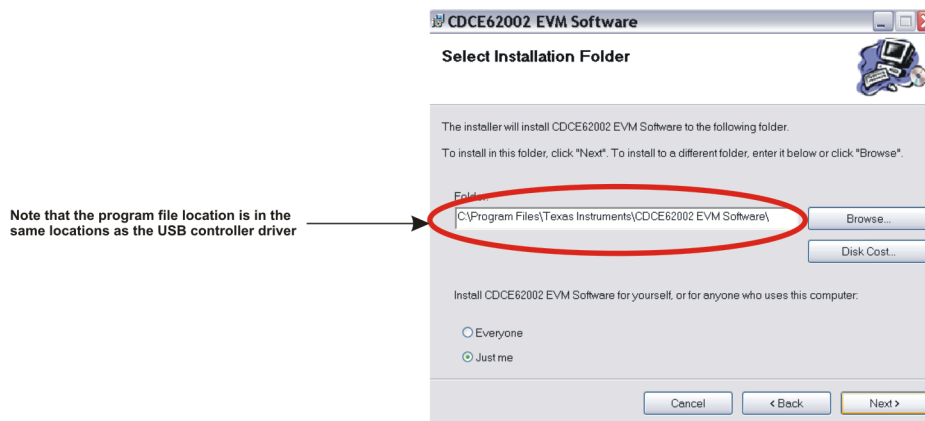 CDCE62002 EVM Software
Select Installation Folder
The installer will install CDCE62002 EVM Software to the following folder.
To install in this folder, click "Next". To install to a different folder, enter it below or click "Browse".
Folder:
C:\Program Files\Texas Instruments\CDCE62002 EVM Software\
Browse...
Note that the program file location is in the
same locations as the USB controller driver
Disk Cost...
Install CDCE62002 EVM Software for yourself, or for anyone who uses this computer:
Everyone
Just me
Cancel
< Back
Next >